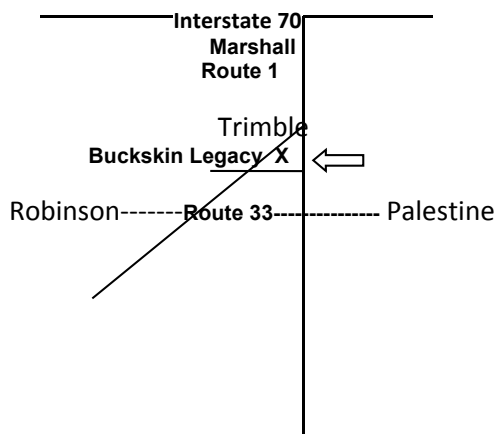 Interstate 70
Marshall
Route 1
Trimble
Buckskin Legacy X
Robinson-------Route 33--------------- Palestine